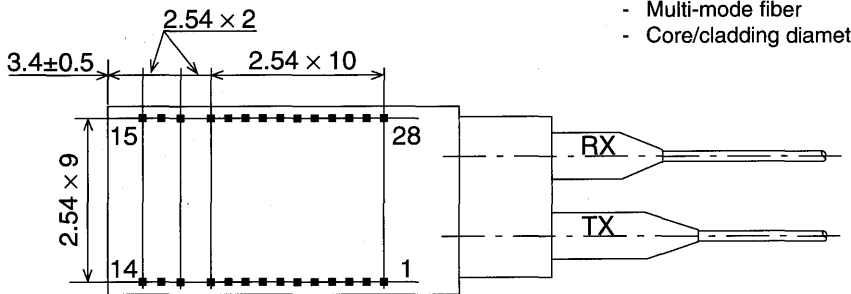 - Multi-mode fiber
- Core/cladding diamet
2.54 × 2
3.4±0.5
2.54 × 10
15
28
RX
2.54 × 9
TX
14
1